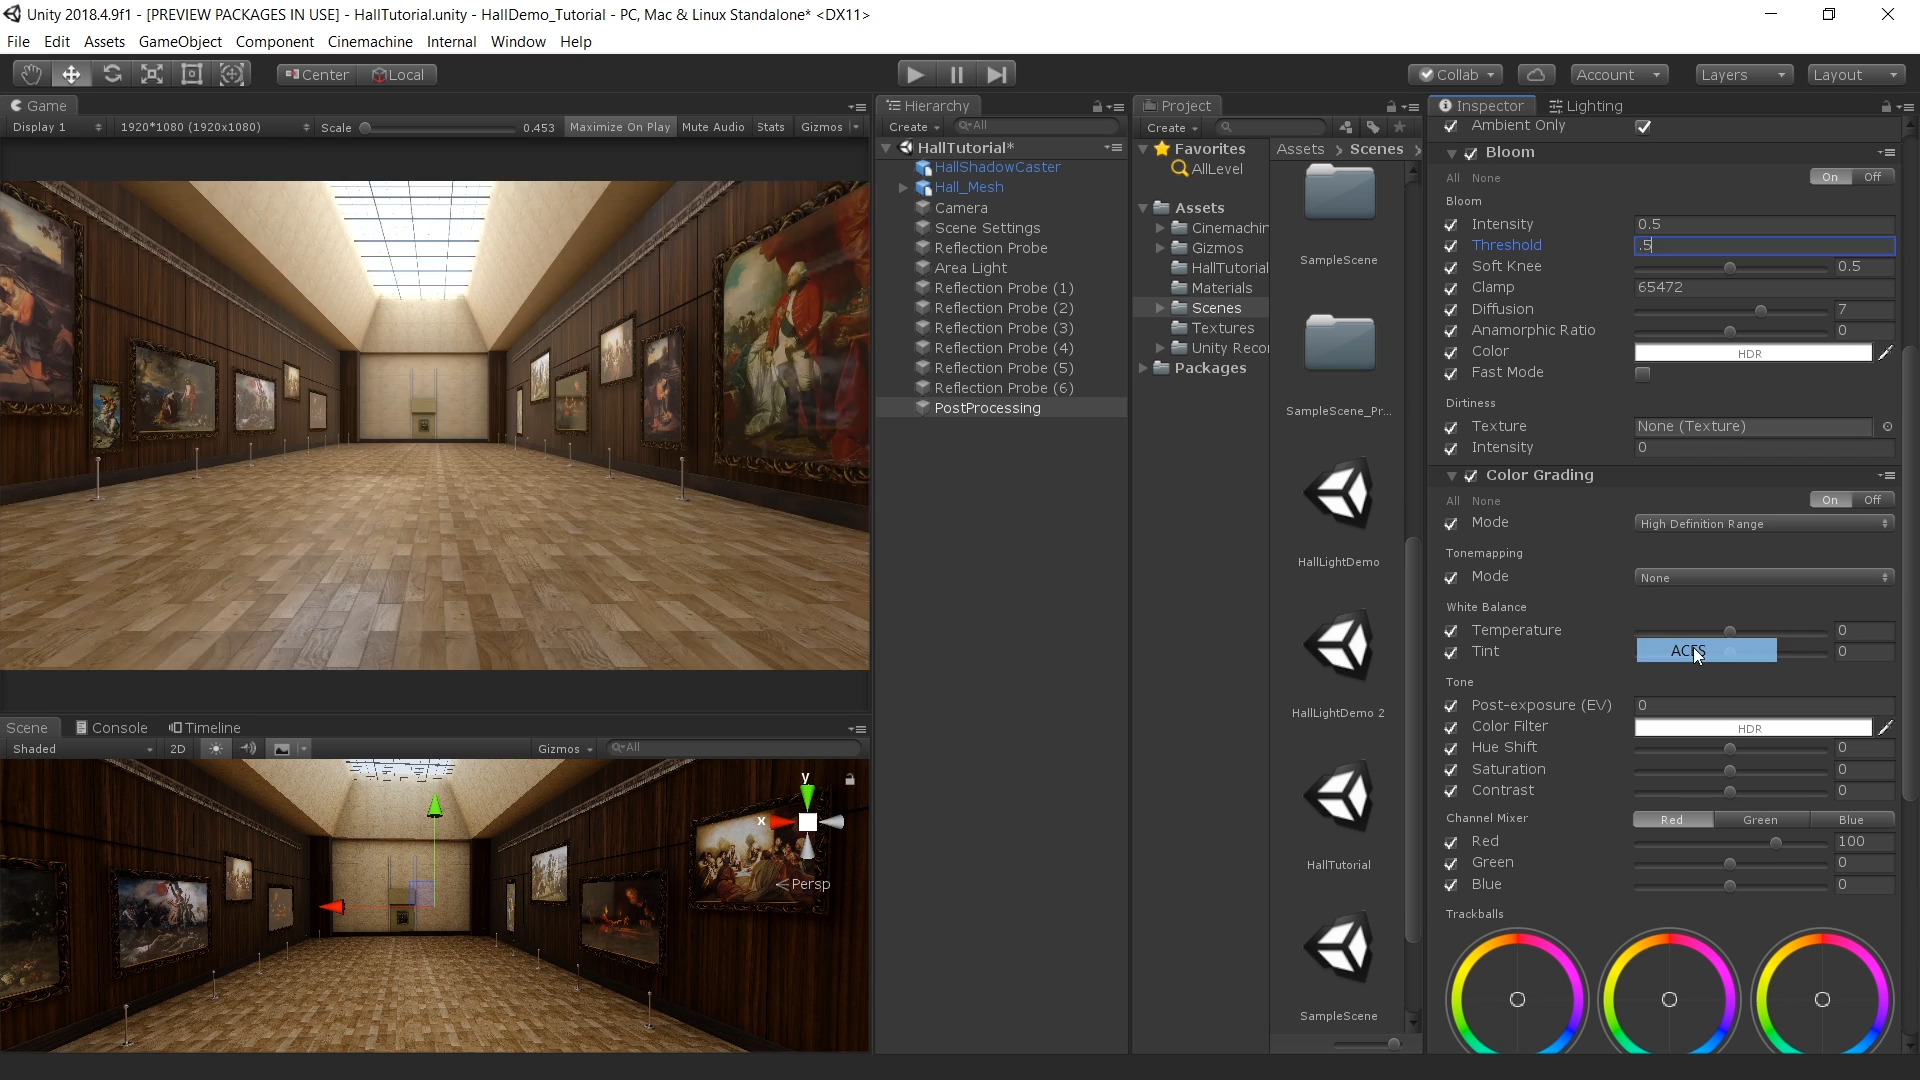 Unity 2018.4.9f1 - [PREVIEW PACKAGES IN USE] - HallTutorial.unity - HallDemo_Tutorial - PC, Mac & Linux Standalone* <DX11>
File Edit Assets GameObject Component Cinemachine Internal Window Help
Center Local Collab Account Layers Layout
Game
Display 1 1920*1080 (1920x1080) Scale 0.453 Maximize On Play Mute Audio Stats Gizmos
Scene Console Timeline
Shaded 2D Gizmos All
y
x
Persp
Hierarchy
Create All
HallTutorial*
HallShadowCaster
Hall_Mesh
Camera
Scene Settings
Reflection Probe
Area Light
Reflection Probe (1)
Reflection Probe (2)
Reflection Probe (3)
Reflection Probe (4)
Reflection Probe (5)
Reflection Probe (6)
PostProcessing
Project
Create
Favorites
AllLevel
Assets
Cinemachin
Gizmos
HallTutorial
Materials
Scenes
Textures
Unity Reco
Packages
Assets > Scenes >
SampleScene
SampleScene_Pr...
HallLightDemo
HallLightDemo 2
HallTutorial
SampleScene
Inspector Lighting
Ambient Only
Bloom
All None On Off
Bloom
Intensity 0.5
Threshold .5
Soft Knee 0.5
Clamp 65472
Diffusion 7
Anamorphic Ratio 0
Color HDR
Fast Mode
Dirtiness
Texture None (Texture)
Intensity 0
Color Grading
All None On Off
Mode High Definition Range
Tonemapping
Mode None
White Balance
Temperature 0
Tint ACES 0
Tone
Post-exposure (EV) 0
Color Filter HDR
Hue Shift 0
Saturation 0
Contrast 0
Channel Mixer Red Green Blue
Red 100
Green 0
Blue 0
Trackballs